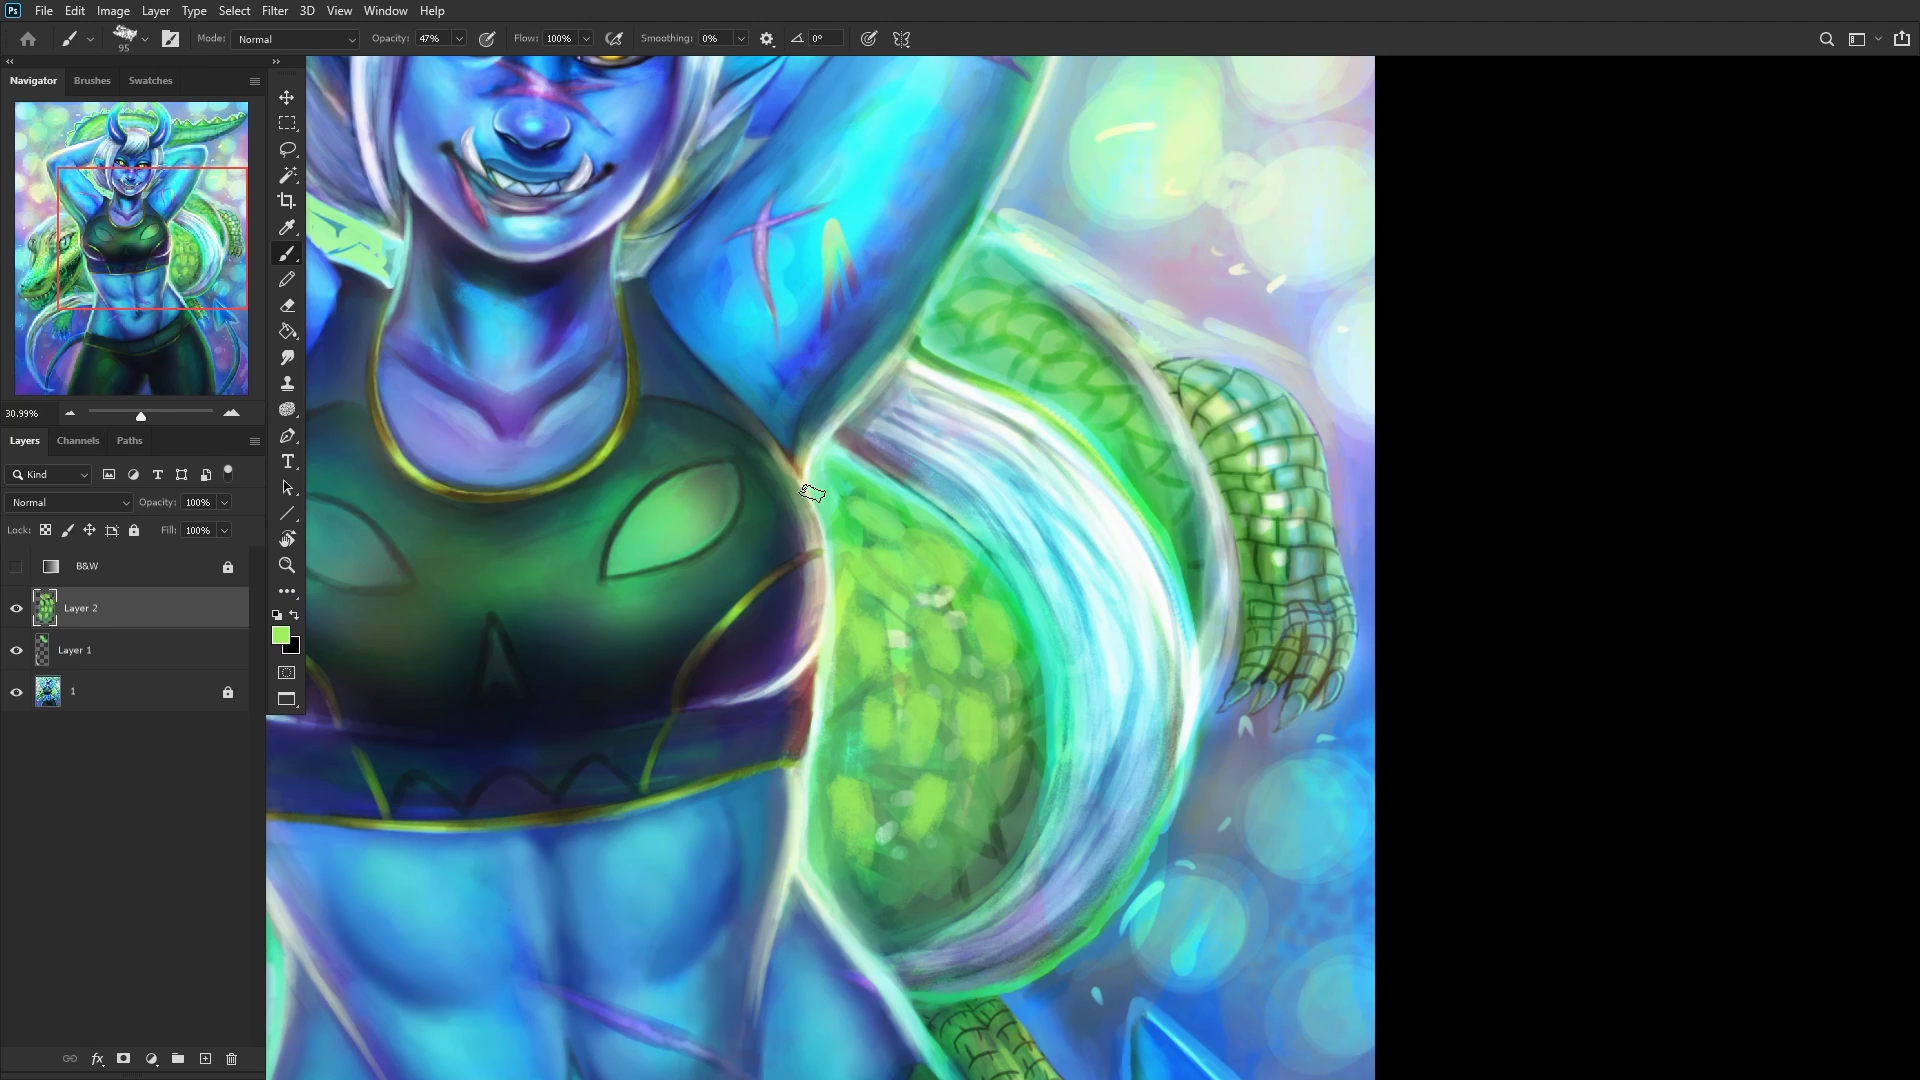 Ps File Edit Image Layer Type Select Filter 3D View Window Help
95 Mode: Normal Opacity: 47% Flow: 100% Smoothing: 0% 0°
Navigator Brushes Swatches
30.99%
Layers Channels Paths
Kind
Normal Opacity: 100%
Lock: Fill: 100%
B&W
Layer 2
Layer 1
1
fx